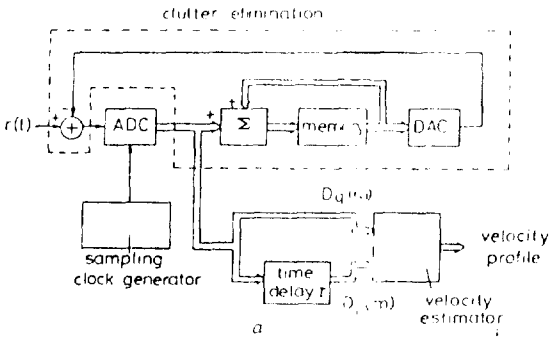 clutter elimination
r(t)
+
+
ADC
+
+
Σ
DAC
sampling
clock generator
time
delay T
velocity
profile
velocity
estimator
a